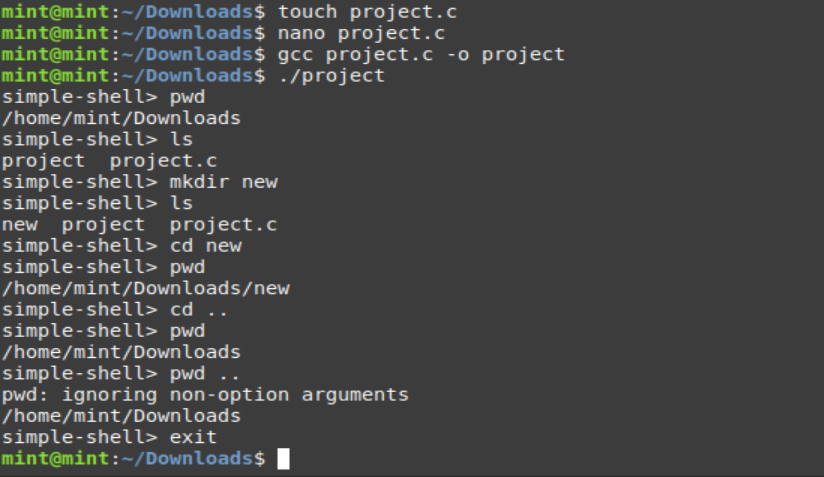 mint@mint:~/Downloads$ touch project.c
mint@mint:~/Downloads$ nano project.c
mint@mint:~/Downloads$ gcc project.c -o project
mint@mint:~/Downloads$ ./project
simple-shell> pwd
/home/mint/Downloads
simple-shell> ls
project  project.c
simple-shell> mkdir new
simple-shell> ls
new  project  project.c
simple-shell> cd new
simple-shell> pwd
/home/mint/Downloads/new
simple-shell> cd ..
simple-shell> pwd
/home/mint/Downloads
simple-shell> pwd ..
pwd: ignoring non-option arguments
/home/mint/Downloads
simple-shell> exit
mint@mint:~/Downloads$